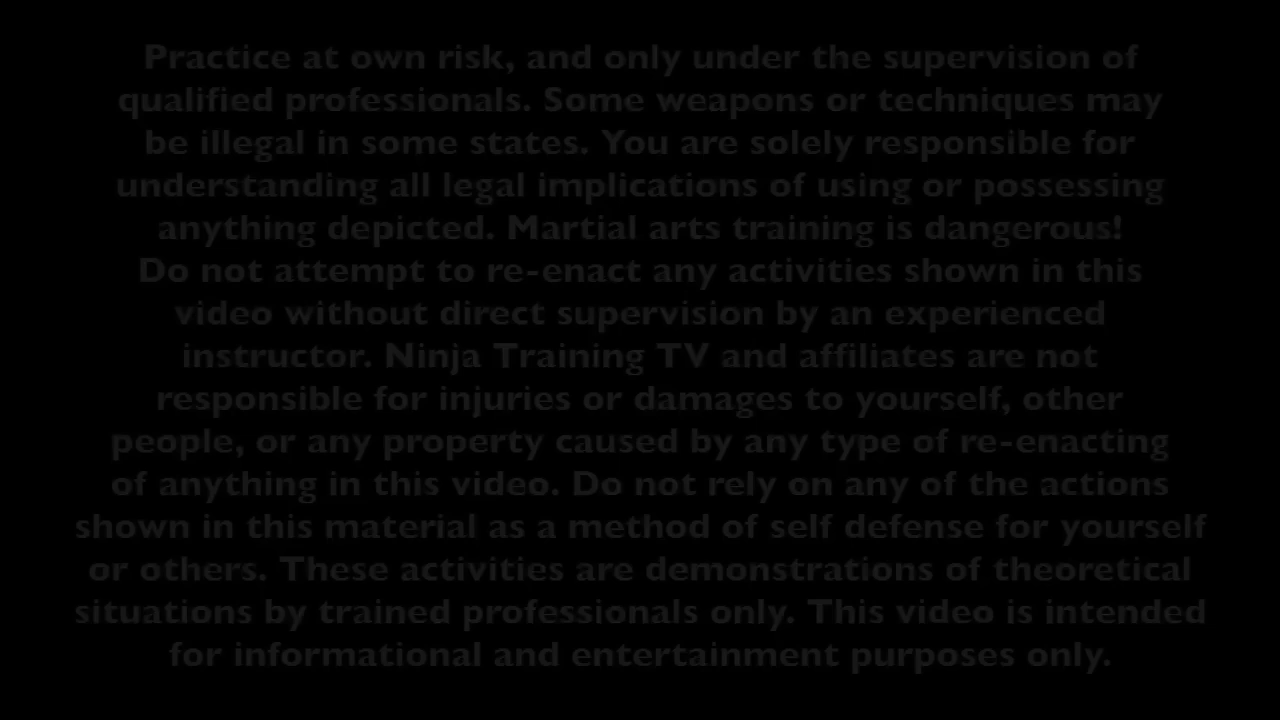 Practice at own risk, and only under the supervision of
qualified professionals. Some weapons or techniques may
be illegal in some states. You are solely responsible for
understanding all legal implications of using or possessing
anything depicted. Martial arts training is dangerous!
Do not attempt to re-enact any activities shown in this
video without direct supervision by an experienced
instructor. Ninja Training TV and affiliates are not
responsible for injuries or damages to yourself, other
people, or any property caused by any type of re-enacting
of anything in this video. Do not rely on any of the actions
shown in this material as a method of self defense for yourself
or others. These activities are demonstrations of theoretical
situations by trained professionals only. This video is intended
for informational and entertainment purposes only.